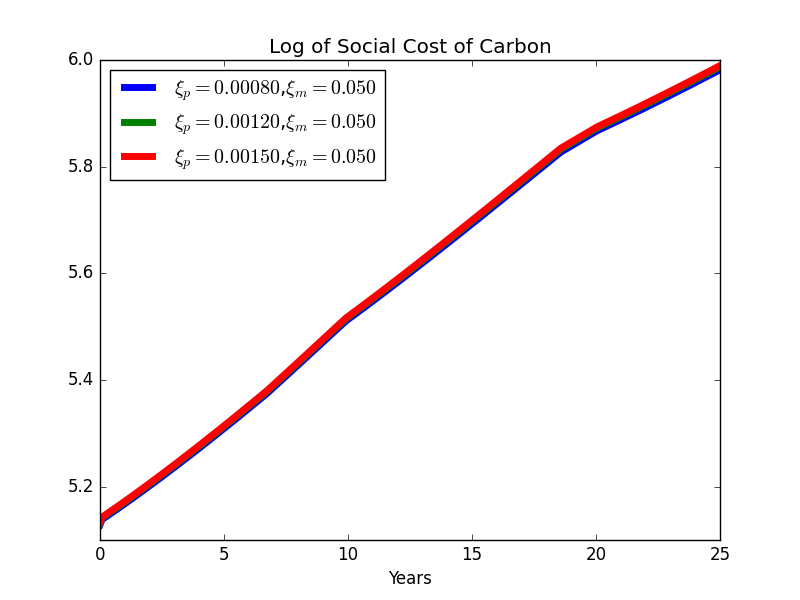 Log of Social Cost of Carbon
ξₚ = 0.00080,ξₘ = 0.050
ξₚ = 0.00120,ξₘ = 0.050
ξₚ = 0.00150,ξₘ = 0.050
6.0
5.8
5.6
5.4
5.2
0 5 10 15 20 25
Years